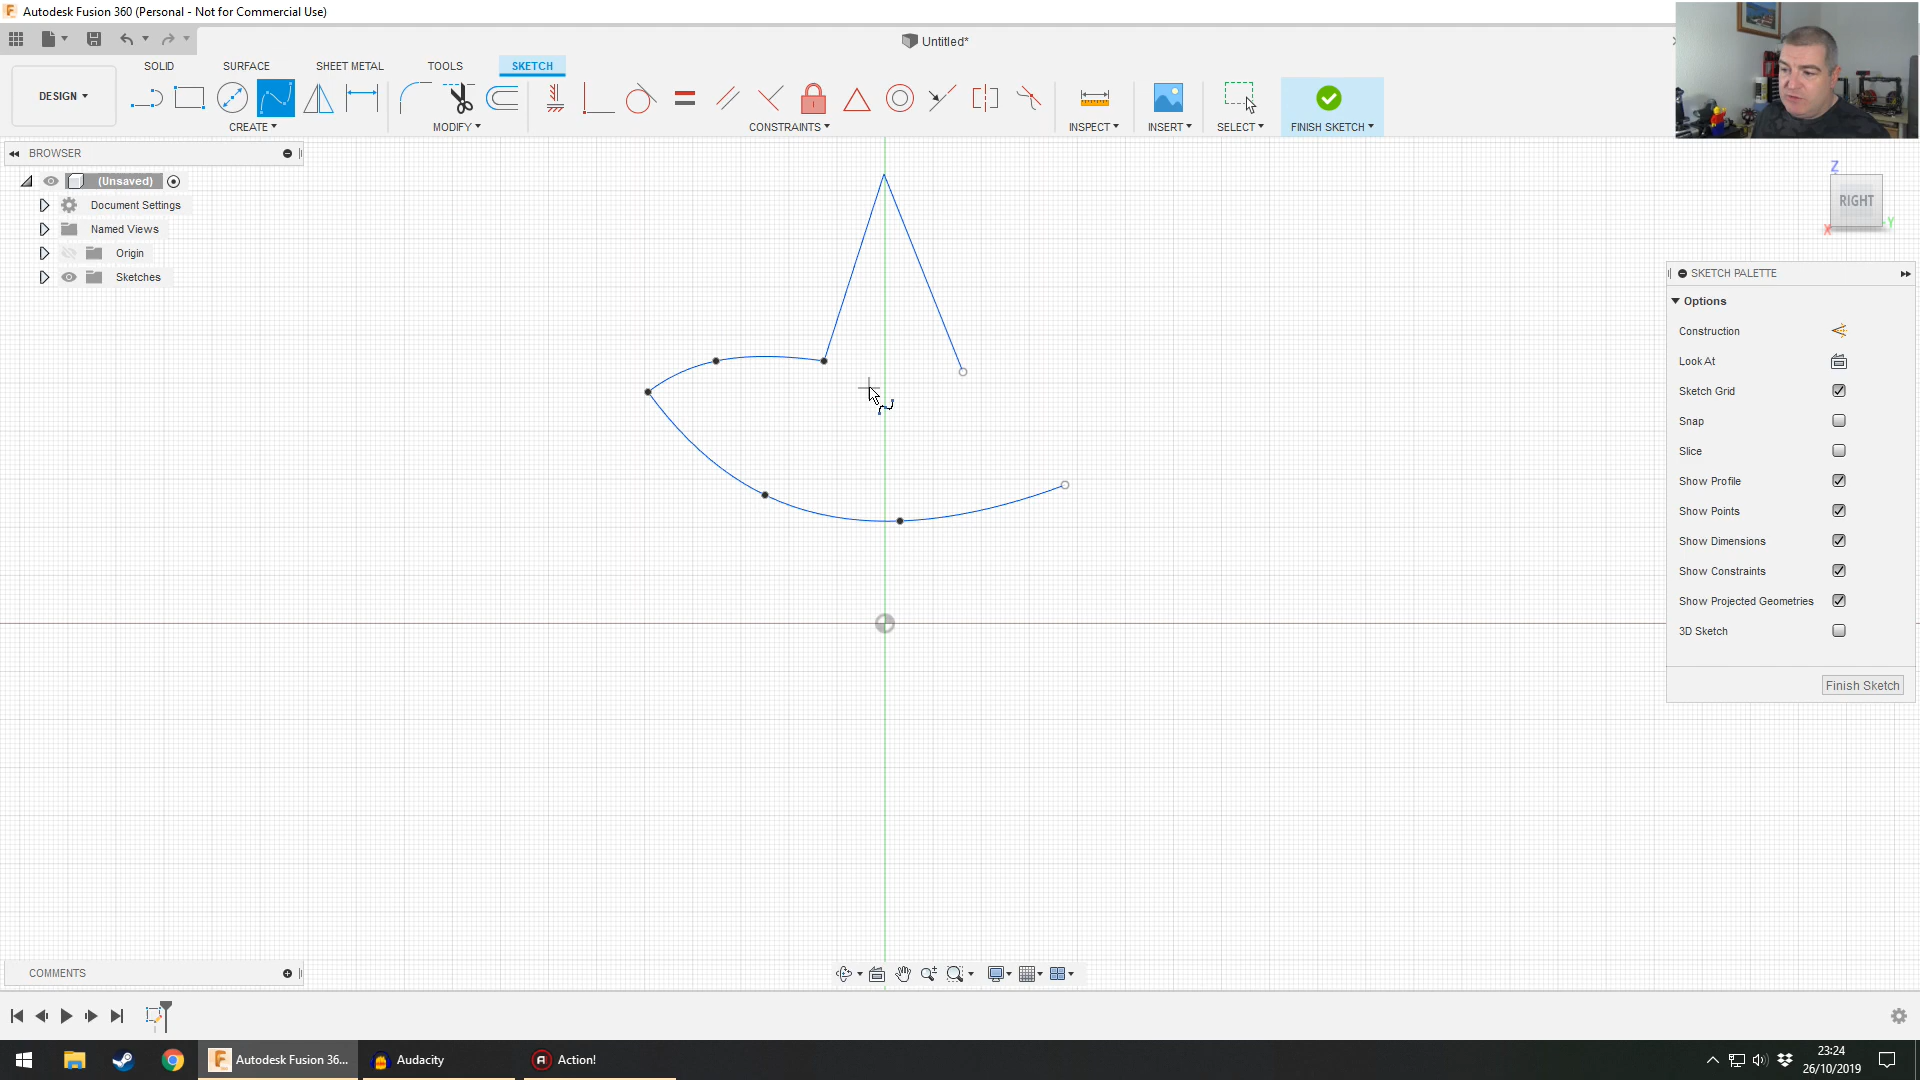 Autodesk Fusion 360 (Personal - Not for Commercial Use)
Untitled*
SOLID SURFACE SHEET METAL TOOLS SKETCH
DESIGN
CREATE MODIFY CONSTRAINTS INSPECT INSERT SELECT FINISH SKETCH
BROWSER
(Unsaved)
Document Settings
Named Views
Origin
Sketches
Z
RIGHT
X
Y
SKETCH PALETTE
Options
Construction
Look At
Sketch Grid
Snap
Slice
Show Profile
Show Points
Show Dimensions
Show Constraints
Show Projected Geometries
3D Sketch
Finish Sketch
COMMENTS
Autodesk Fusion 36...
Audacity
Action!
23:24
26/10/2019